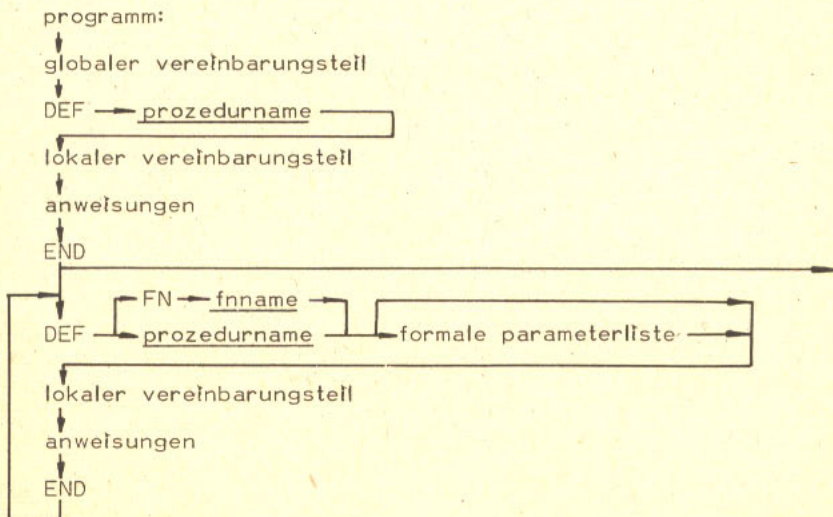 programm:
globaler vereinbarungsteil
DEF prozedurname
lokaler vereinbarungsteil
anweisungen
END
FN fnname
DEF prozedurname formale parameterliste
lokaler vereinbarungsteil
anweisungen
END